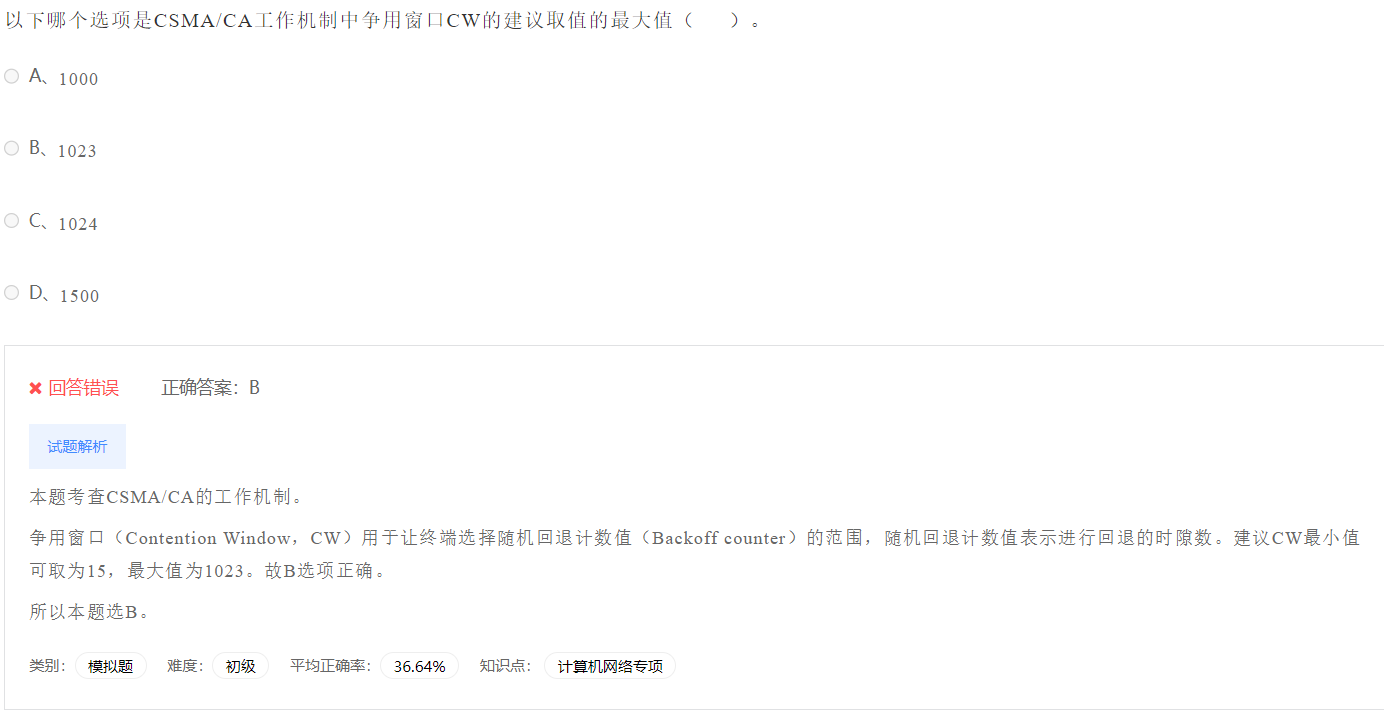 以下哪个选项是CSMA/CA工作机制中争用窗口CW的建议取值的最大值（ ）。
A、1000
B、1023
C、1024
D、1500
回答错误 正确答案：B
试题解析
本题考查CSMA/CA的工作机制。
争用窗口（Contention Window，CW）用于让终端选择随机回退计数值（Backoff counter）的范围，随机回退计数值表示进行回退的时隙数。建议CW最小值
可取为15，最大值为1023。故B选项正确。
所以本题选B。
类别： 模拟题 难度： 初级 平均正确率： 36.64% 知识点： 计算机网络专项